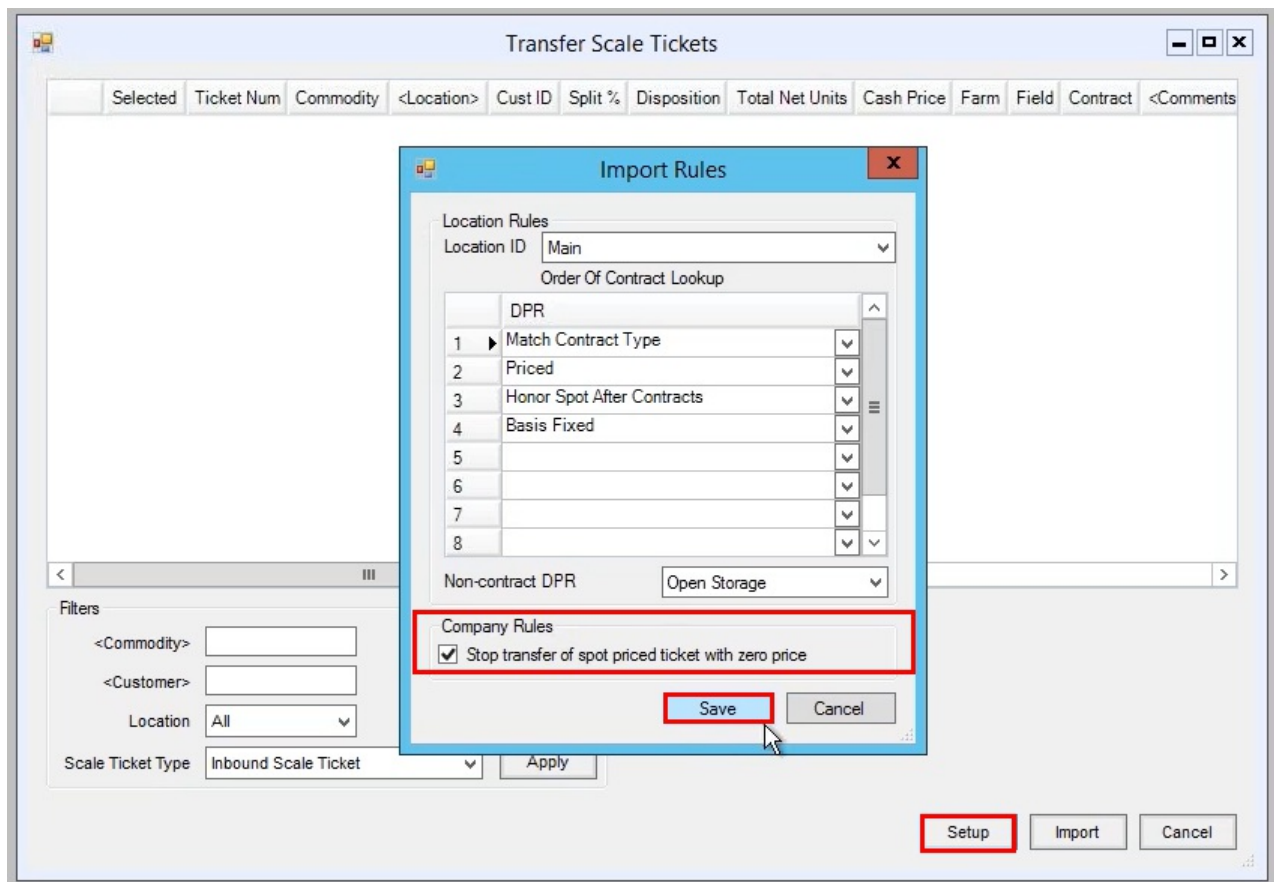 Transfer Scale Tickets
Selected Ticket Num Commodity <Location> Cust ID Split % Disposition Total Net Units Cash Price Farm Field Contract <Comments
Import Rules
Location Rules
Location ID Main
Order Of Contract Lookup
DPR
1 Match Contract Type
2 Priced
3 Honor Spot After Contracts
4 Basis Fixed
5
6
7
8
Non-contract DPR Open Storage
Company Rules
Stop transfer of spot priced ticket with zero price
Save Cancel
Filters
<Commodity>
<Customer>
Location All
Scale Ticket Type Inbound Scale Ticket Apply
Setup Import Cancel